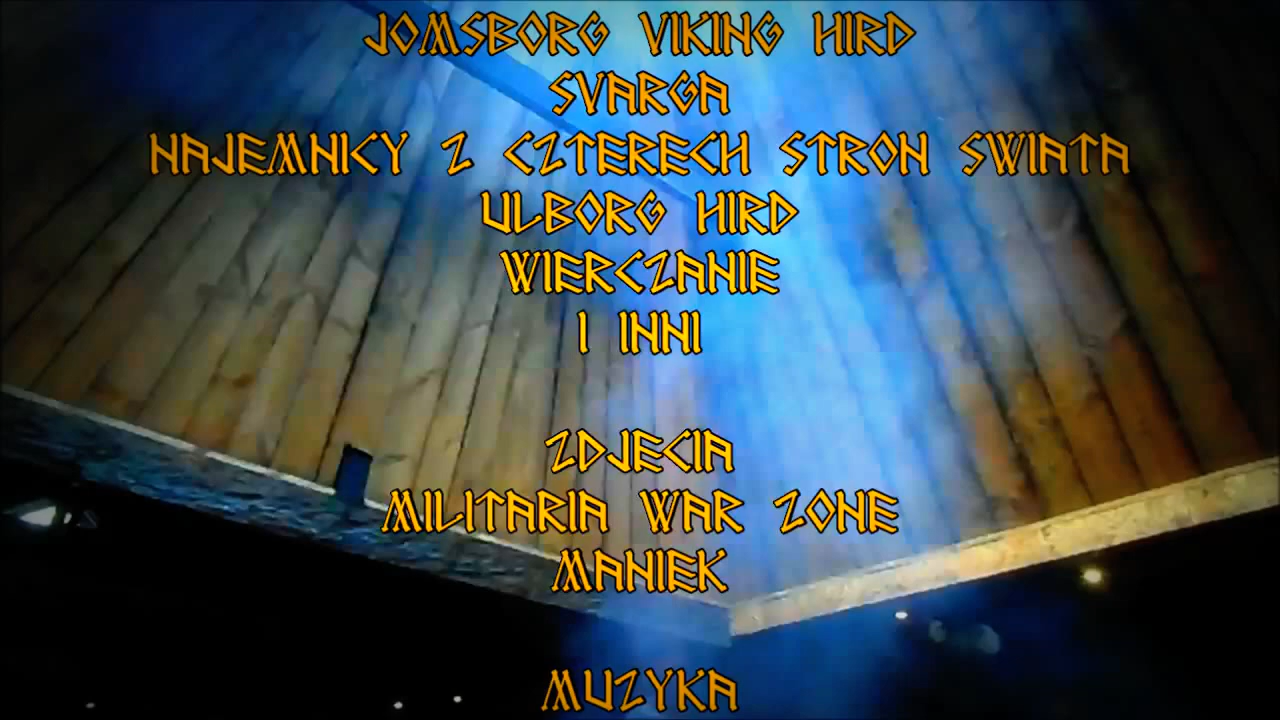 JOMSBORG VIKING HIRD
SVARGA
NAJEMNICY Z CZTERECH STRON SWIATA
ULBORG HIRD
WIERCZANIE
I INNI
ZDJECIA
MILITARIA WAR ZONE
MANIEK
MUZYKA